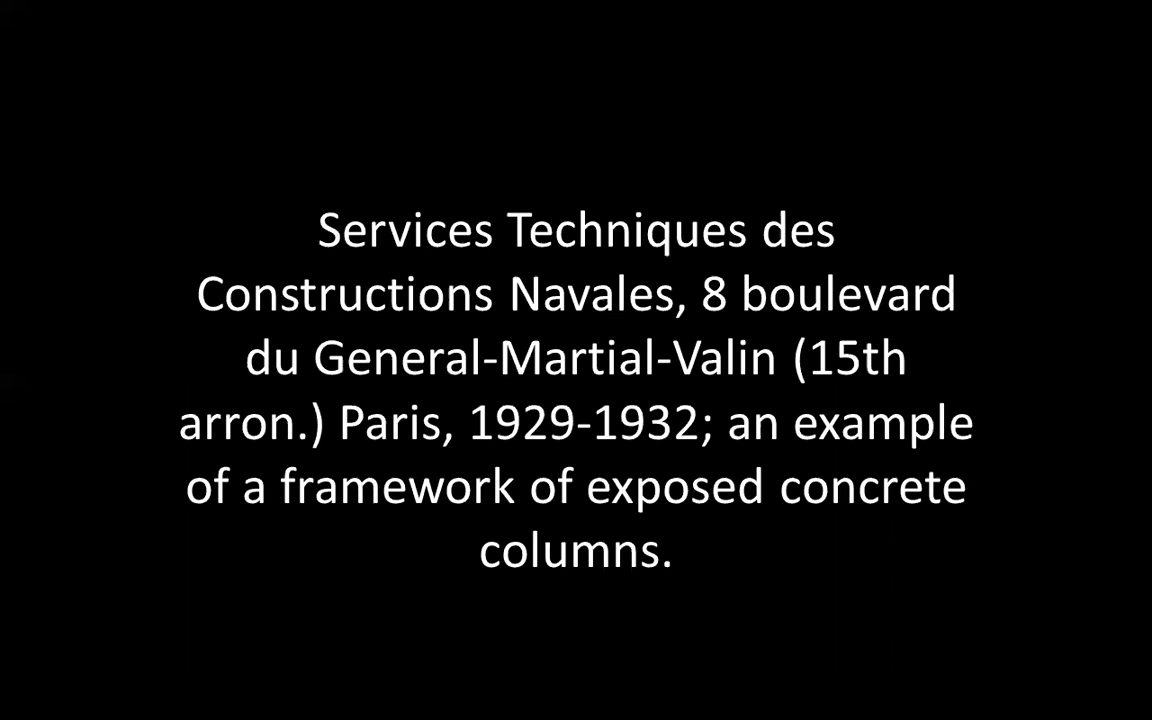 Services Techniques des
Constructions Navales, 8 boulevard
du General-Martial-Valin (15th
arron.) Paris, 1929-1932; an example
of a framework of exposed concrete
columns.